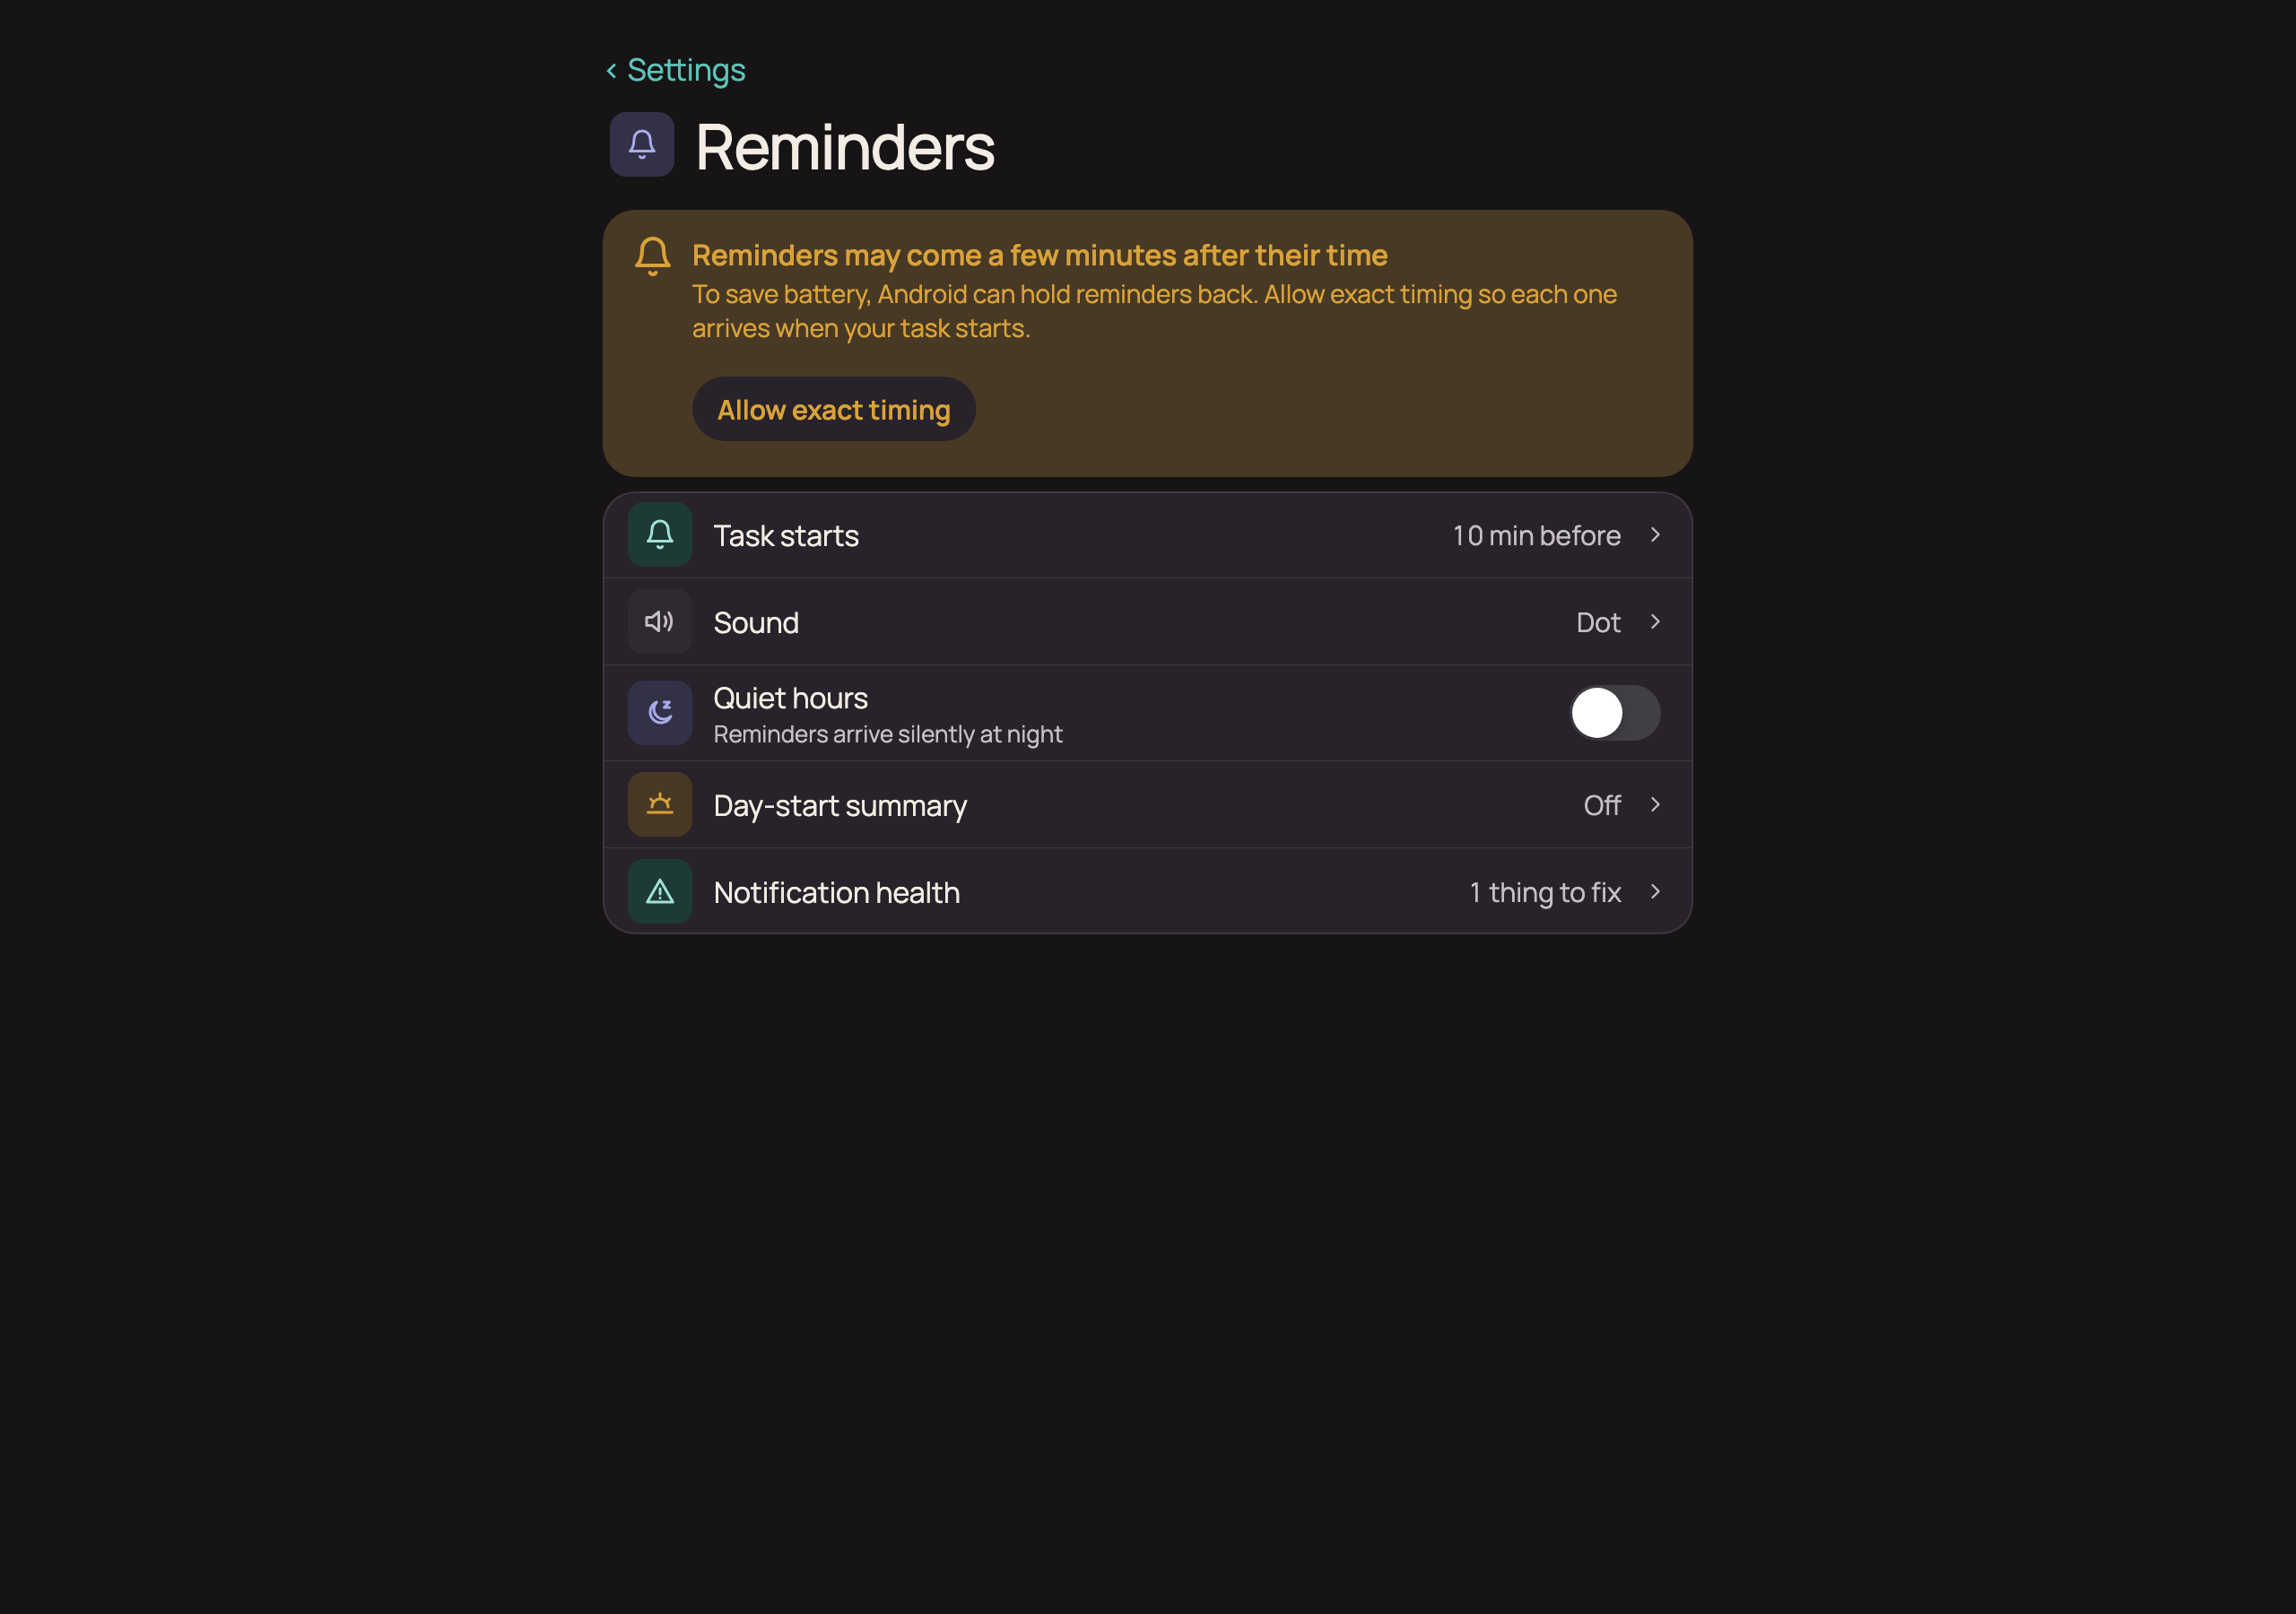 Settings
Reminders
Reminders may come a few minutes after their time
To save battery, Android can hold reminders back. Allow exact timing so each one
arrives when your task starts.
Allow exact timing
Task starts 10 min before
Sound Dot
Quiet hours
Reminders arrive silently at night
Day-start summary Off
Notification health 1 thing to fix